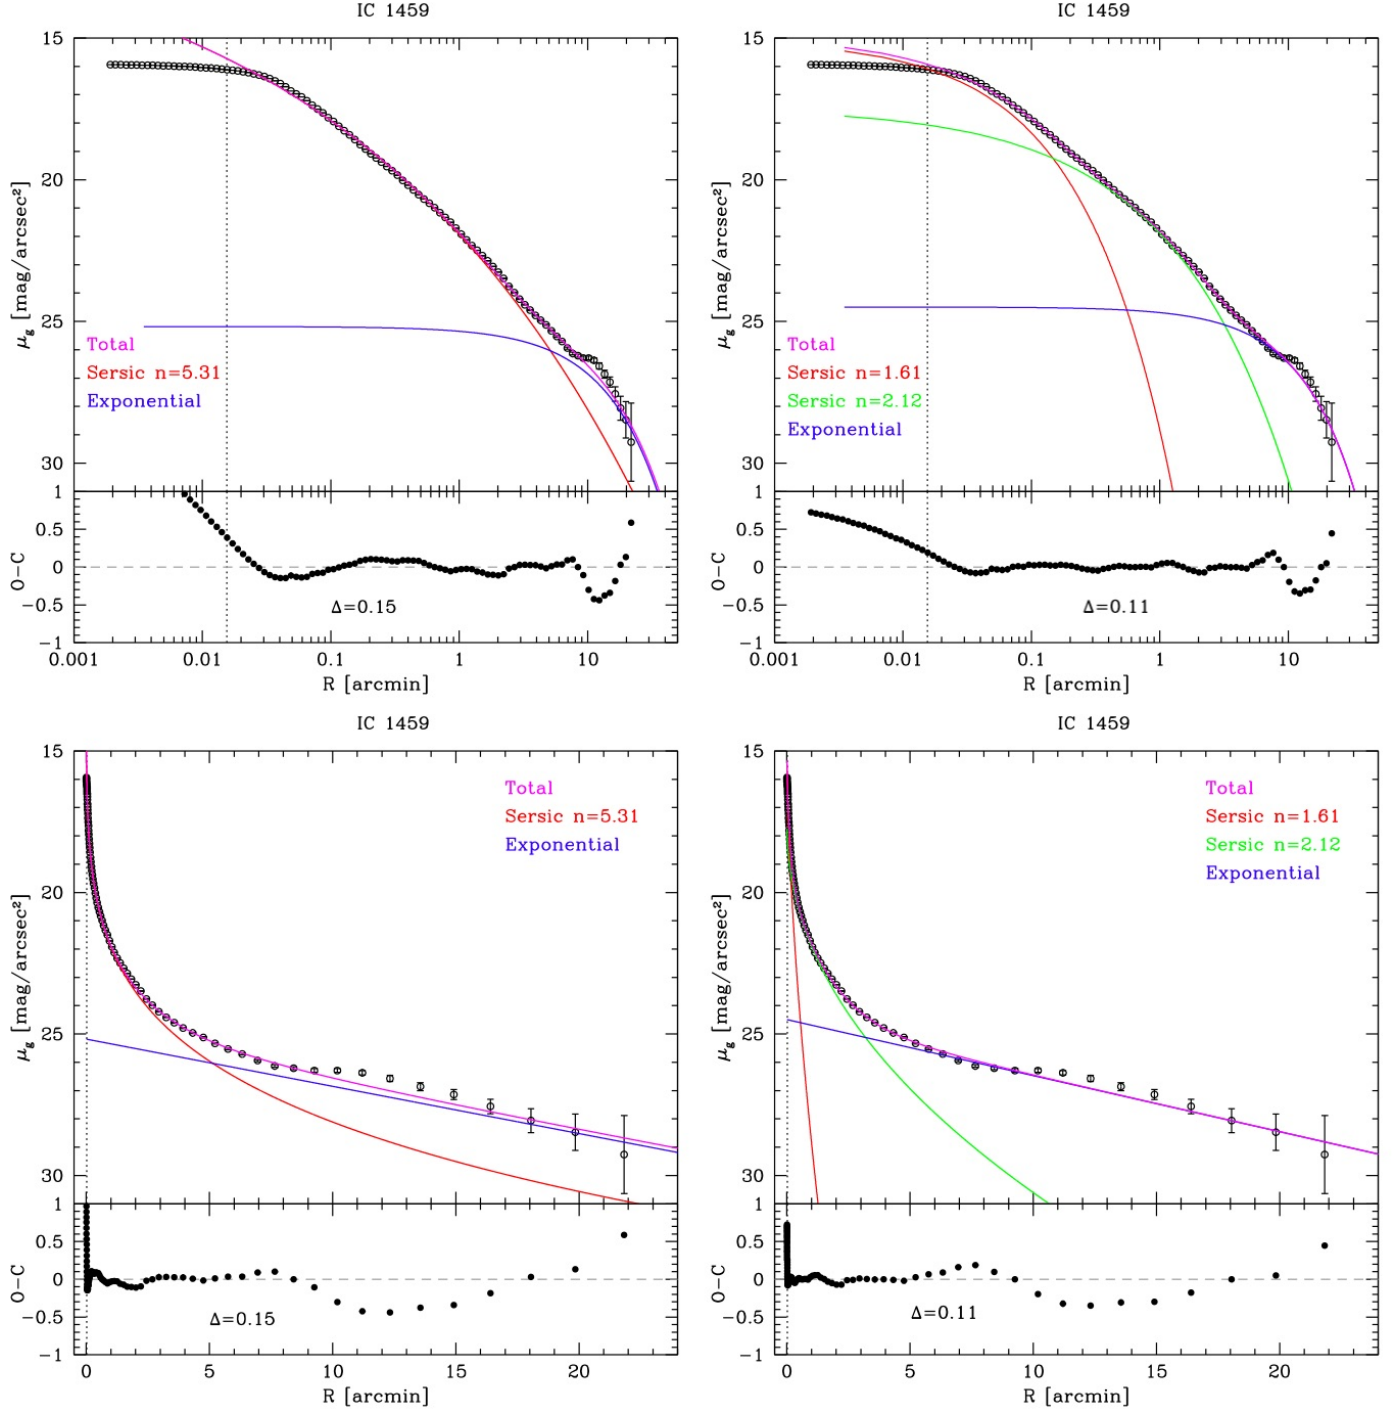 IC 1459
15
20
25
30
μg [mag/arcsec²]
Total
Sersic n=5.31
Exponential
1
0.5
0
−0.5
−1
O−C
Δ=0.15
0.001 0.01 0.1 1 10
R [arcmin]
IC 1459
15
20
25
30
μg [mag/arcsec²]
Total
Sersic n=1.61
Sersic n=2.12
Exponential
1
0.5
0
−0.5
−1
O−C
Δ=0.11
0.001 0.01 0.1 1 10
R [arcmin]
IC 1459
15
20
25
30
μg [mag/arcsec²]
Total
Sersic n=5.31
Exponential
1
0.5
0
−0.5
−1
O−C
Δ=0.15
0 5 10 15 20
R [arcmin]
IC 1459
15
20
25
30
μg [mag/arcsec²]
Total
Sersic n=1.61
Sersic n=2.12
Exponential
1
0.5
0
−0.5
−1
O−C
Δ=0.11
0 5 10 15 20
R [arcmin]